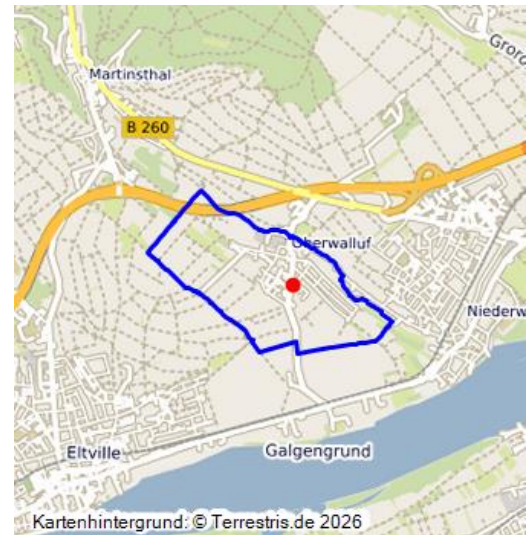 Groro
Martinsthal
B 260
Oberwalluf
Niederw
Eltville
Galgengrund
Kartenhintergrund: © Terrestris.de 2026